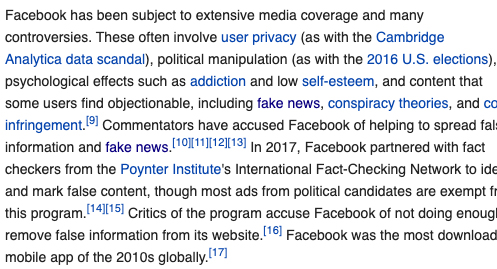 Facebook has been subject to extensive media coverage and many
controversies. These often involve user privacy (as with the Cambridge
Analytica data scandal), political manipulation (as with the 2016 U.S. elections),
psychological effects such as addiction and low self-esteem, and content that
some users find objectionable, including fake news, conspiracy theories, and co
infringement.[9] Commentators have accused Facebook of helping to spread fals
information and fake news.[10][11][12][13] In 2017, Facebook partnered with fact
checkers from the Poynter Institute's International Fact-Checking Network to ide
and mark false content, though most ads from political candidates are exempt fr
this program.[14][15] Critics of the program accuse Facebook of not doing enoug
remove false information from its website.[16] Facebook was the most download
mobile app of the 2010s globally.[17]